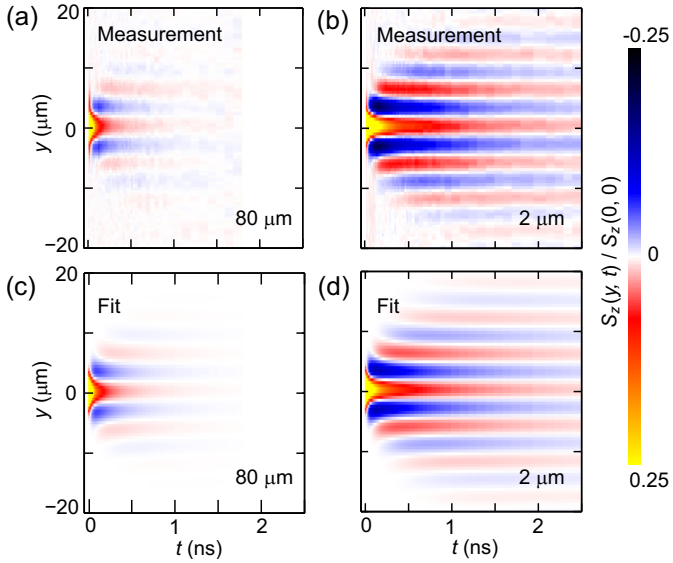 (a)
Measurement
80 µm
(b)
Measurement
2 µm
20
0
−20
y (µm)
(c)
Fit
80 µm
(d)
Fit
2 µm
20
0
−20
y (µm)
0 1 2
t (ns)
0 1 2
t (ns)
-0.25
0
0.25
Sz(y, t) / Sz(0, 0)